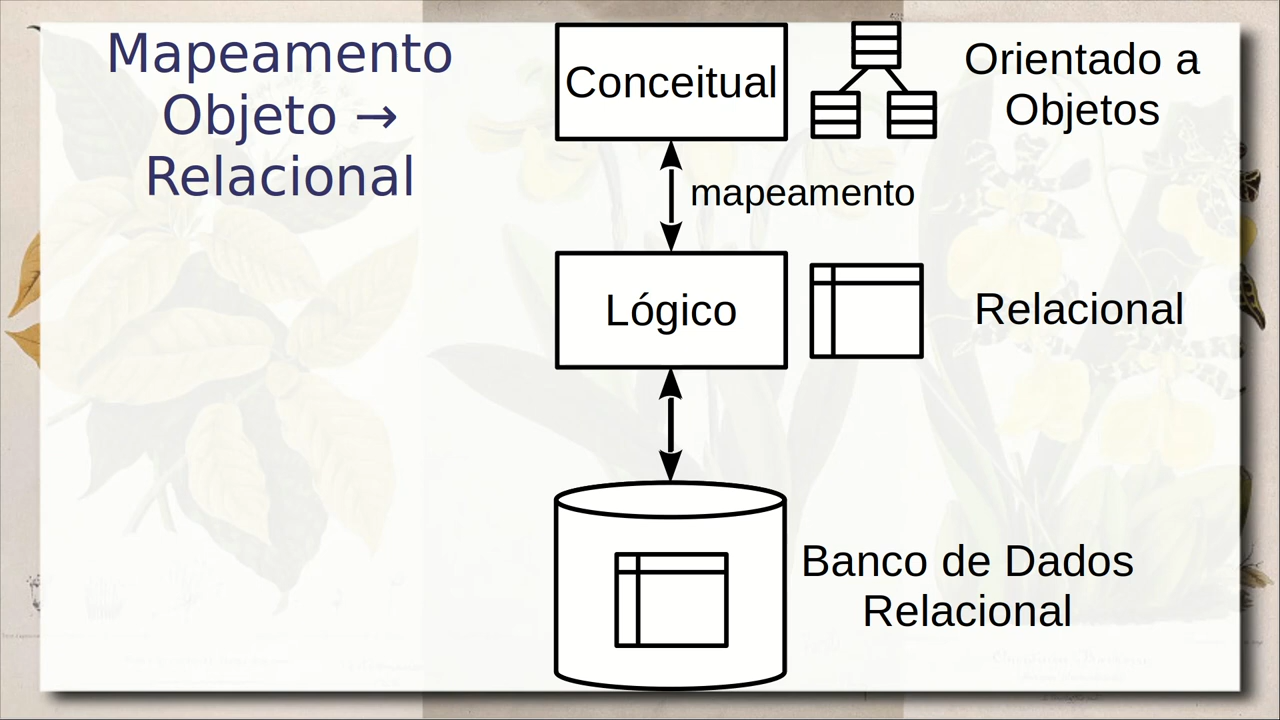 Mapeamento
Objeto →
Relacional
Conceitual
Orientado a
Objetos
mapeamento
Lógico
Relacional
Banco de Dados
Relacional